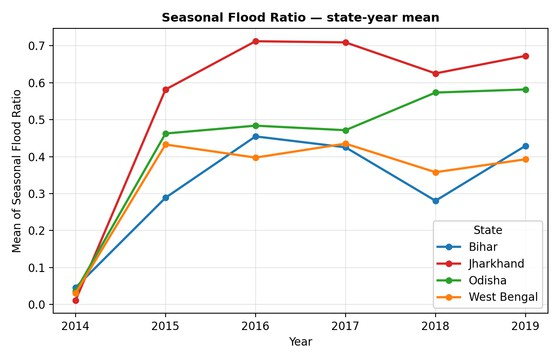 Seasonal Flood Ratio — state-year mean
Mean of Seasonal Flood Ratio
0.7
0.6
0.5
0.4
0.3
0.2
0.1
0.0
State
Bihar
Jharkhand
Odisha
West Bengal
2014 2015 2016 2017 2018 2019
Year